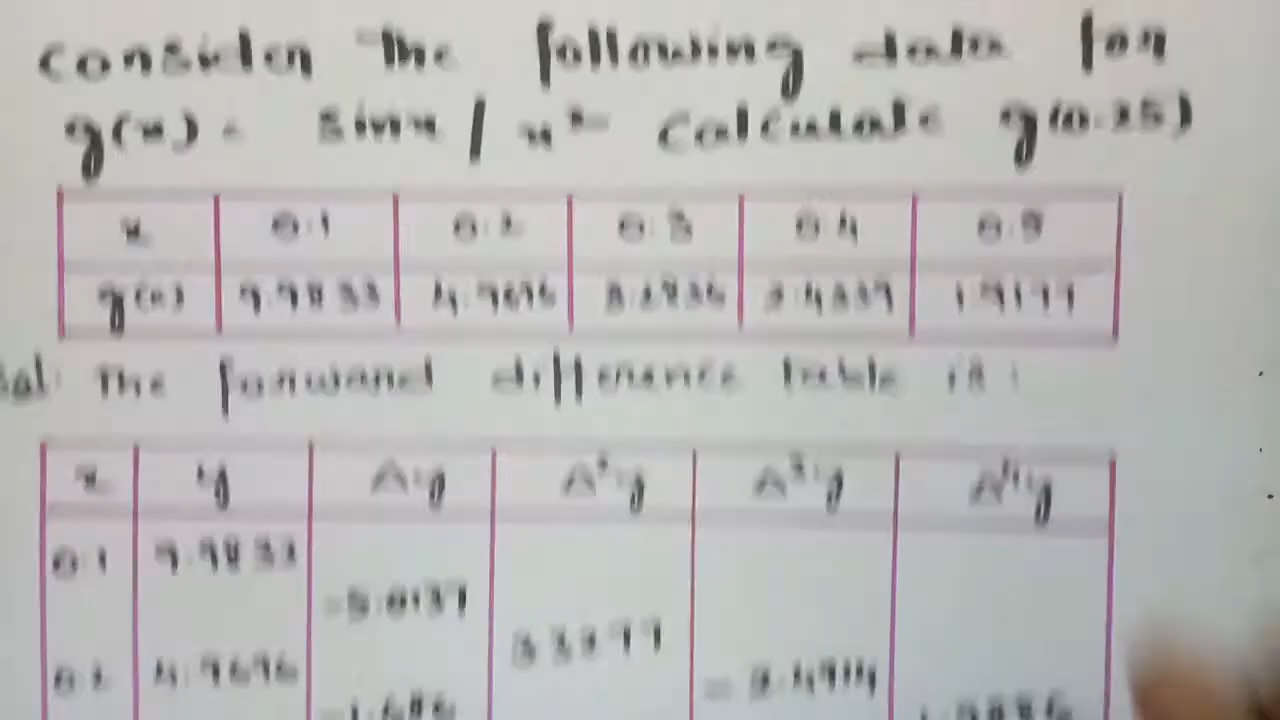 consider the following data for
g(x) = sinx / x² calculate g(0.25)
x 0.1 0.2 0.3 0.4 0.5
g(x) 9.9833 4.9696 3.2836 2.4339 1.9177
Sol: The forward difference table is:
x y Δy Δ²y Δ³y Δ⁴y
0.1 9.9833
-5.0137
3.3277
0.2 4.9696